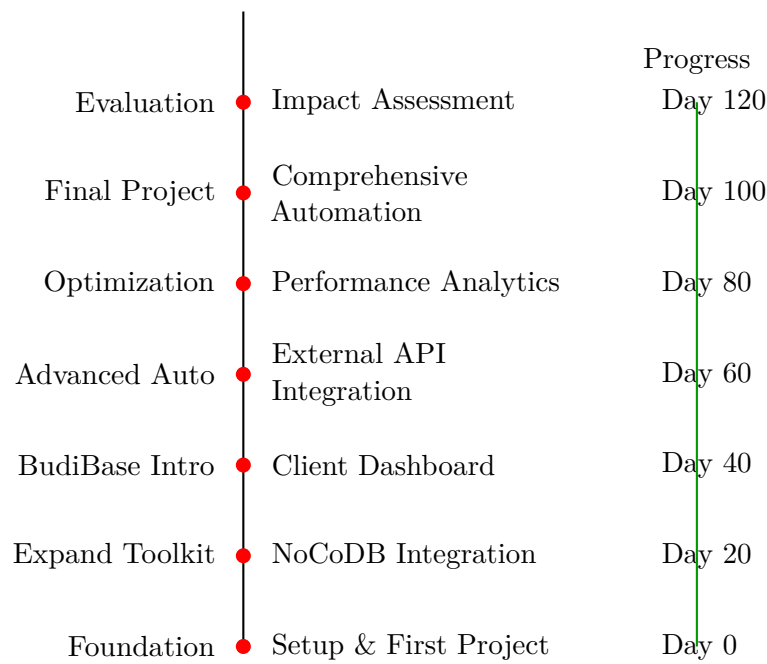 Progress
Evaluation Impact Assessment Day 120
Final Project Comprehensive Automation Day 100
Optimization Performance Analytics Day 80
Advanced Auto External API Integration Day 60
BudiBase Intro Client Dashboard Day 40
Expand Toolkit NoCoDB Integration Day 20
Foundation Setup & First Project Day 0